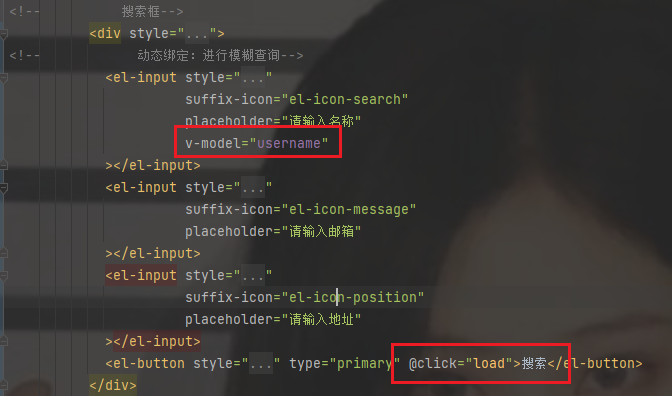 <!-- 搜索框-->
<div style="...">
<!-- 动态绑定：进行模糊查询-->
<el-input style="..."
suffix-icon="el-icon-search"
placeholder="请输入名称"
v-model="username"
></el-input>
<el-input style="..."
suffix-icon="el-icon-message"
placeholder="请输入邮箱"
></el-input>
<el-input style="..."
suffix-icon="el-icon-position"
placeholder="请输入地址"
></el-input>
<el-button style="..." type="primary" @click="load">搜索</el-button>
</div>